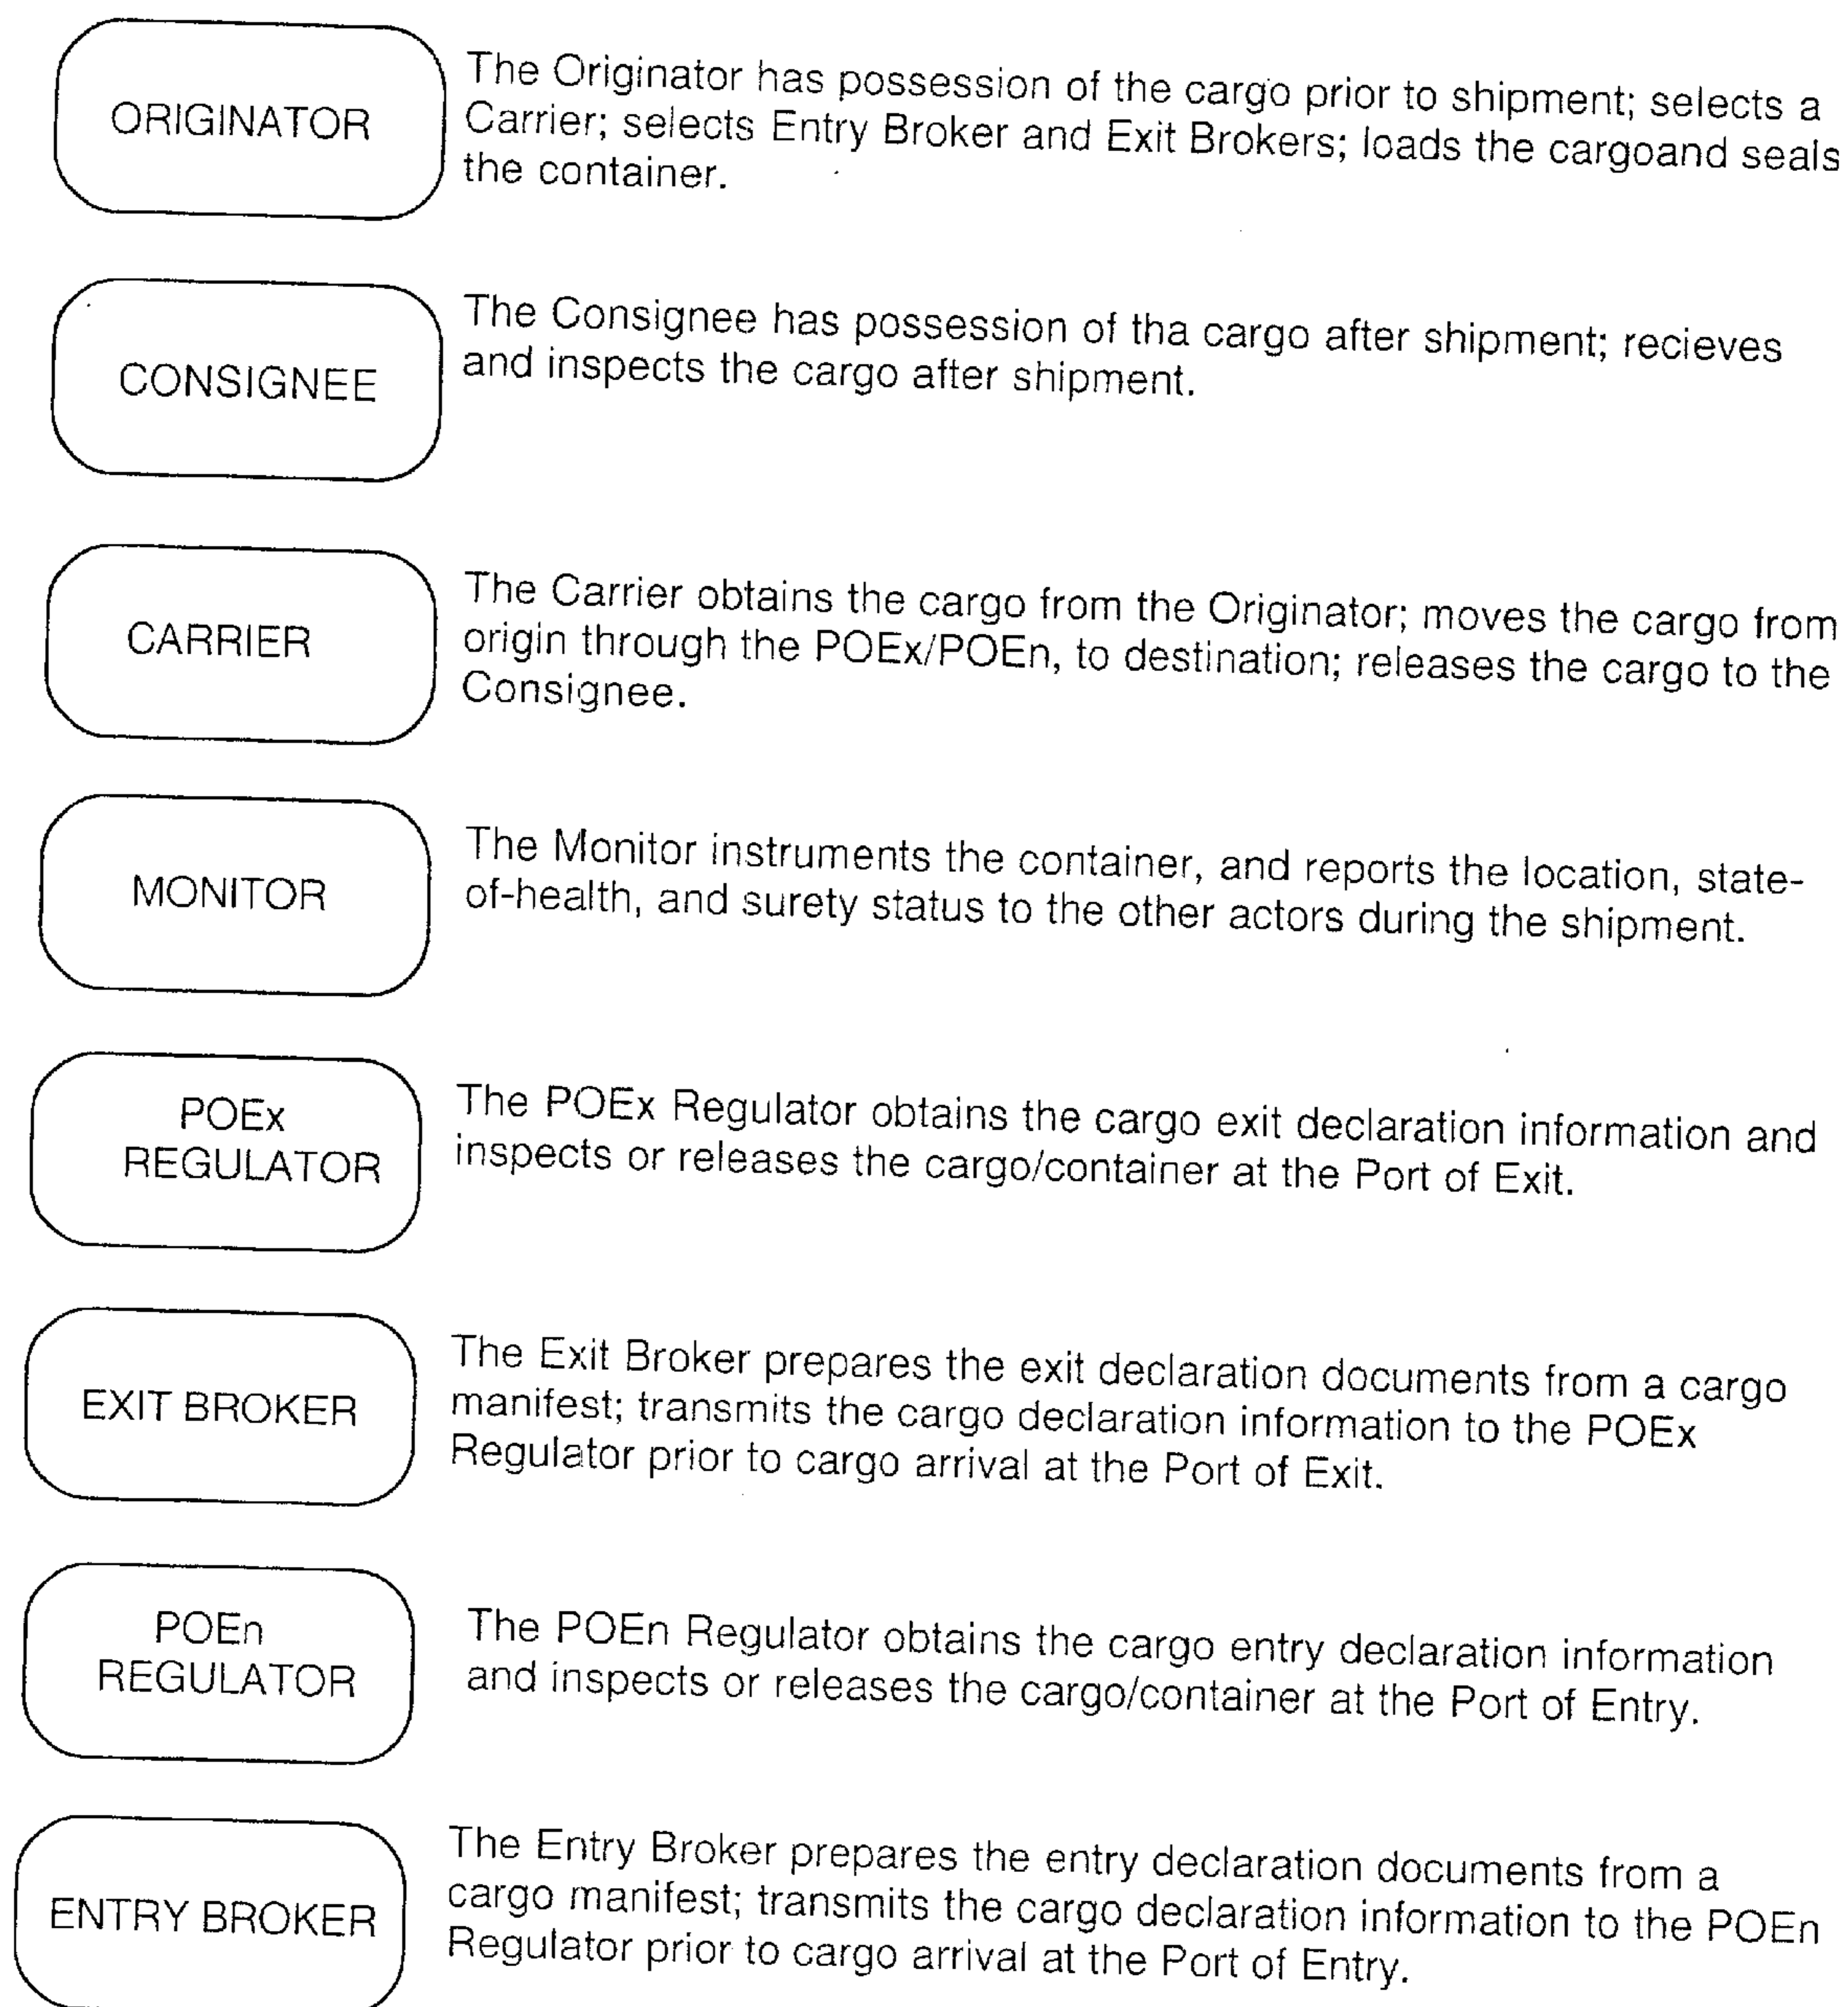 ORIGINATOR
The Originator has possession of the cargo prior to shipment; selects a
Carrier; selects Entry Broker and Exit Brokers; loads the cargoand seals
the container.
CONSIGNEE
The Consignee has possession of tha cargo after shipment; recieves
and inspects the cargo after shipment.
CARRIER
The Carrier obtains the cargo from the Originator; moves the cargo from
origin through the POEx/POEn, to destination; releases the cargo to the
Consignee.
MONITOR
The Monitor instruments the container, and reports the location, state-
of-health, and surety status to the other actors during the shipment.
POEx
REGULATOR
The POEx Regulator obtains the cargo exit declaration information and
inspects or releases the cargo/container at the Port of Exit.
EXIT BROKER
The Exit Broker prepares the exit declaration documents from a cargo
manifest; transmits the cargo declaration information to the POEx
Regulator prior to cargo arrival at the Port of Exit.
POEn
REGULATOR
The POEn Regulator obtains the cargo entry declaration information
and inspects or releases the cargo/container at the Port of Entry.
ENTRY BROKER
The Entry Broker prepares the entry declaration documents from a
cargo manifest; transmits the cargo declaration information to the POEn
Regulator prior to cargo arrival at the Port of Entry.